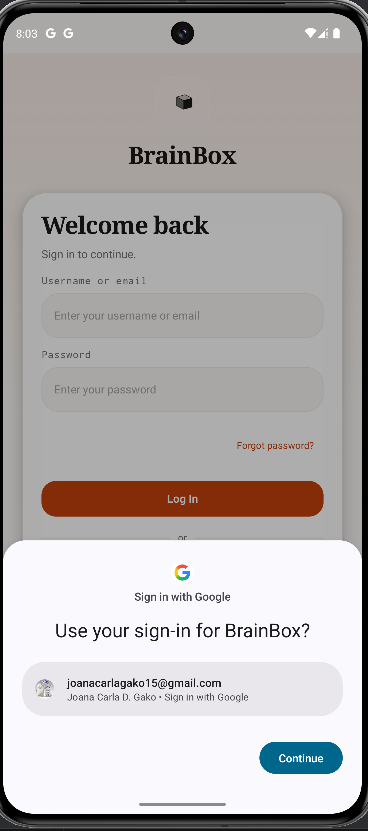 8:03
BrainBox
Welcome back
Sign in to continue.
Username or email
Enter your username or email
Password
Enter your password
Forgot password?
Log In
or
Sign in with Google
Use your sign-in for BrainBox?
joanacarlagako15@gmail.com
Joana Carla D. Gako • Sign in with Google
Continue